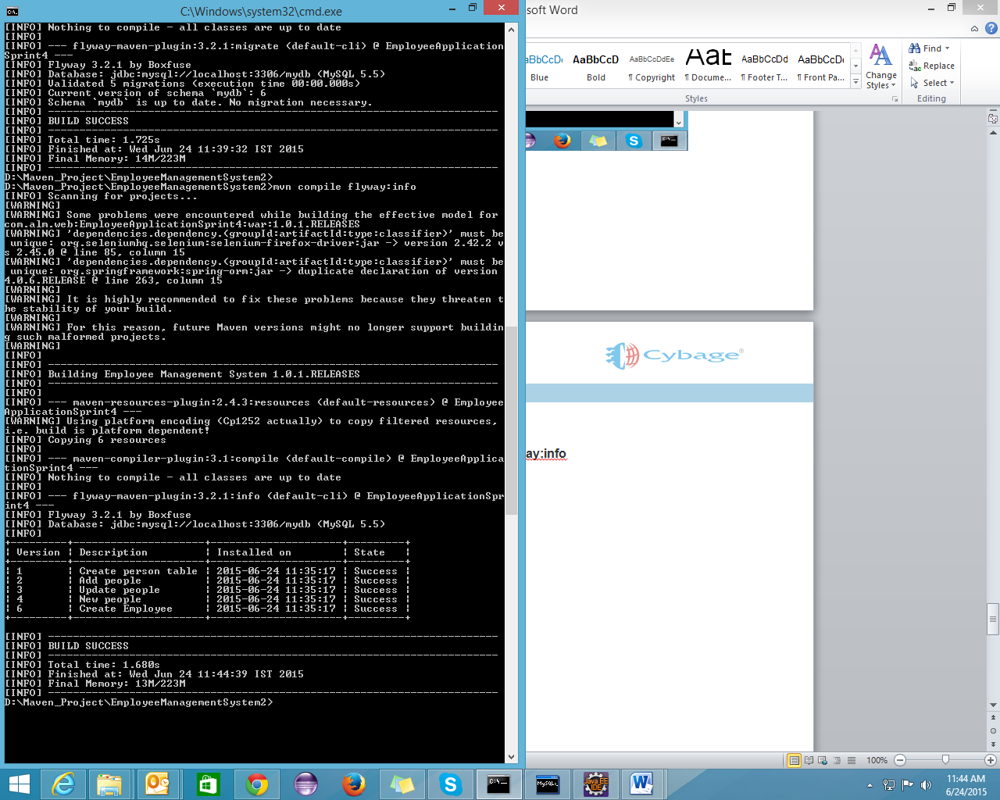 C:\Windows\system32\cmd.exe
[INFO] Nothing to compile - all classes are up to date
[INFO]
[INFO] --- flyway-maven-plugin:3.2.1:migrate (default-cli) @ EmployeeApplication
Sprint4 ---
[INFO] Flyway 3.2.1 by Boxfuse
[INFO] Database: jdbc:mysql://localhost:3306/mydb (MySQL 5.5)
[INFO] Validated 5 migrations (execution time 00:00.000s)
[INFO] Current version of schema `mydb`: 6
[INFO] Schema `mydb` is up to date. No migration necessary.
[INFO] ------------------------------------------------------------------------
[INFO] BUILD SUCCESS
[INFO] ------------------------------------------------------------------------
[INFO] Total time: 1.725s
[INFO] Finished at: Wed Jun 24 11:39:32 IST 2015
[INFO] Final Memory: 14M/223M
[INFO] ------------------------------------------------------------------------
D:\Maven_Project\EmployeeManagementSystem2>
D:\Maven_Project\EmployeeManagementSystem2>mvn compile flyway:info
[INFO] Scanning for projects...
[WARNING]
[WARNING] Some problems were encountered while building the effective model for
com.alm.web:EmployeeApplicationSprint4:war:1.0.1.RELEASES
[WARNING] 'dependencies.dependency.(groupId:artifactId:type:classifier)' must be
 unique: org.seleniumhq.selenium:selenium-firefox-driver:jar -> version 2.42.2 v
s 2.45.0 @ line 85, column 15
[WARNING] 'dependencies.dependency.(groupId:artifactId:type:classifier)' must be
 unique: org.springframework:spring-orm:jar -> duplicate declaration of version
4.0.6.RELEASE @ line 263, column 15
[WARNING]
[WARNING] It is highly recommended to fix these problems because they threaten t
he stability of your build.
[WARNING]
[WARNING] For this reason, future Maven versions might no longer support buildin
g such malformed projects.
[WARNING]
[INFO]
[INFO] ------------------------------------------------------------------------
[INFO] Building Employee Management System 1.0.1.RELEASES
[INFO] ------------------------------------------------------------------------
[INFO]
[INFO] --- maven-resources-plugin:2.4.3:resources (default-resources) @ Employee
ApplicationSprint4 ---
[WARNING] Using platform encoding (Cp1252 actually) to copy filtered resources,
i.e. build is platform dependent!
[INFO] Copying 6 resources
[INFO]
[INFO] --- maven-compiler-plugin:3.1:compile (default-compile) @ EmployeeApplica
tionSprint4 ---
[INFO] Nothing to compile - all classes are up to date
[INFO]
[INFO] --- flyway-maven-plugin:3.2.1:info (default-cli) @ EmployeeApplicationSpr
int4 ---
[INFO] Flyway 3.2.1 by Boxfuse
[INFO] Database: jdbc:mysql://localhost:3306/mydb (MySQL 5.5)
[INFO]
+---------+---------------------+---------------------+---------+
| Version | Description         | Installed on        | State   |
+---------+---------------------+---------------------+---------+
| 1       | Create person table | 2015-06-24 11:35:17 | Success |
| 2       | Add people          | 2015-06-24 11:35:17 | Success |
| 3       | Update people       | 2015-06-24 11:35:17 | Success |
| 4       | New people          | 2015-06-24 11:35:17 | Success |
| 6       | Create Employee     | 2015-06-24 11:35:17 | Success |
+---------+---------------------+---------------------+---------+
[INFO] ------------------------------------------------------------------------
[INFO] BUILD SUCCESS
[INFO] ------------------------------------------------------------------------
[INFO] Total time: 1.680s
[INFO] Finished at: Wed Jun 24 11:44:39 IST 2015
[INFO] Final Memory: 13M/223M
[INFO] ------------------------------------------------------------------------
D:\Maven_Project\EmployeeManagementSystem2>
soft Word
aBbCcDc AaBbCcD AaBbCcDdEe AaB AaBbCcDd AaBbCcDc
Blue Bold ¶ Copyright ¶ Docume... ¶ Footer T... ¶ Front Pa...
Change
Styles
Find
Replace
Select
Styles
Editing
Cybage®
ay:info
100%
C:\_
MySQL
Java EE
IDE
11:44 AM
6/24/2015